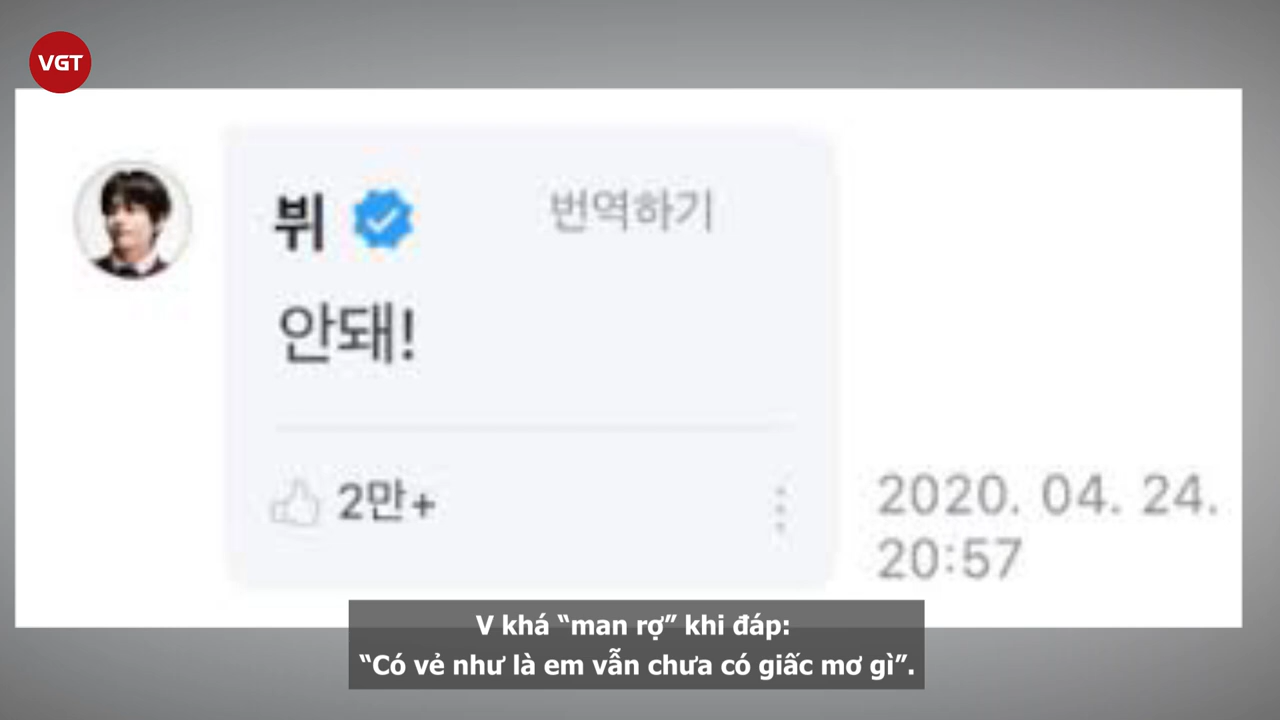 VGT
뷔
번역하기
안돼!
2만+
2020. 04. 24.
20:57
V khá “man rợ” khi đáp:
“Có vẻ như là em vẫn chưa có giấc mơ gì”.